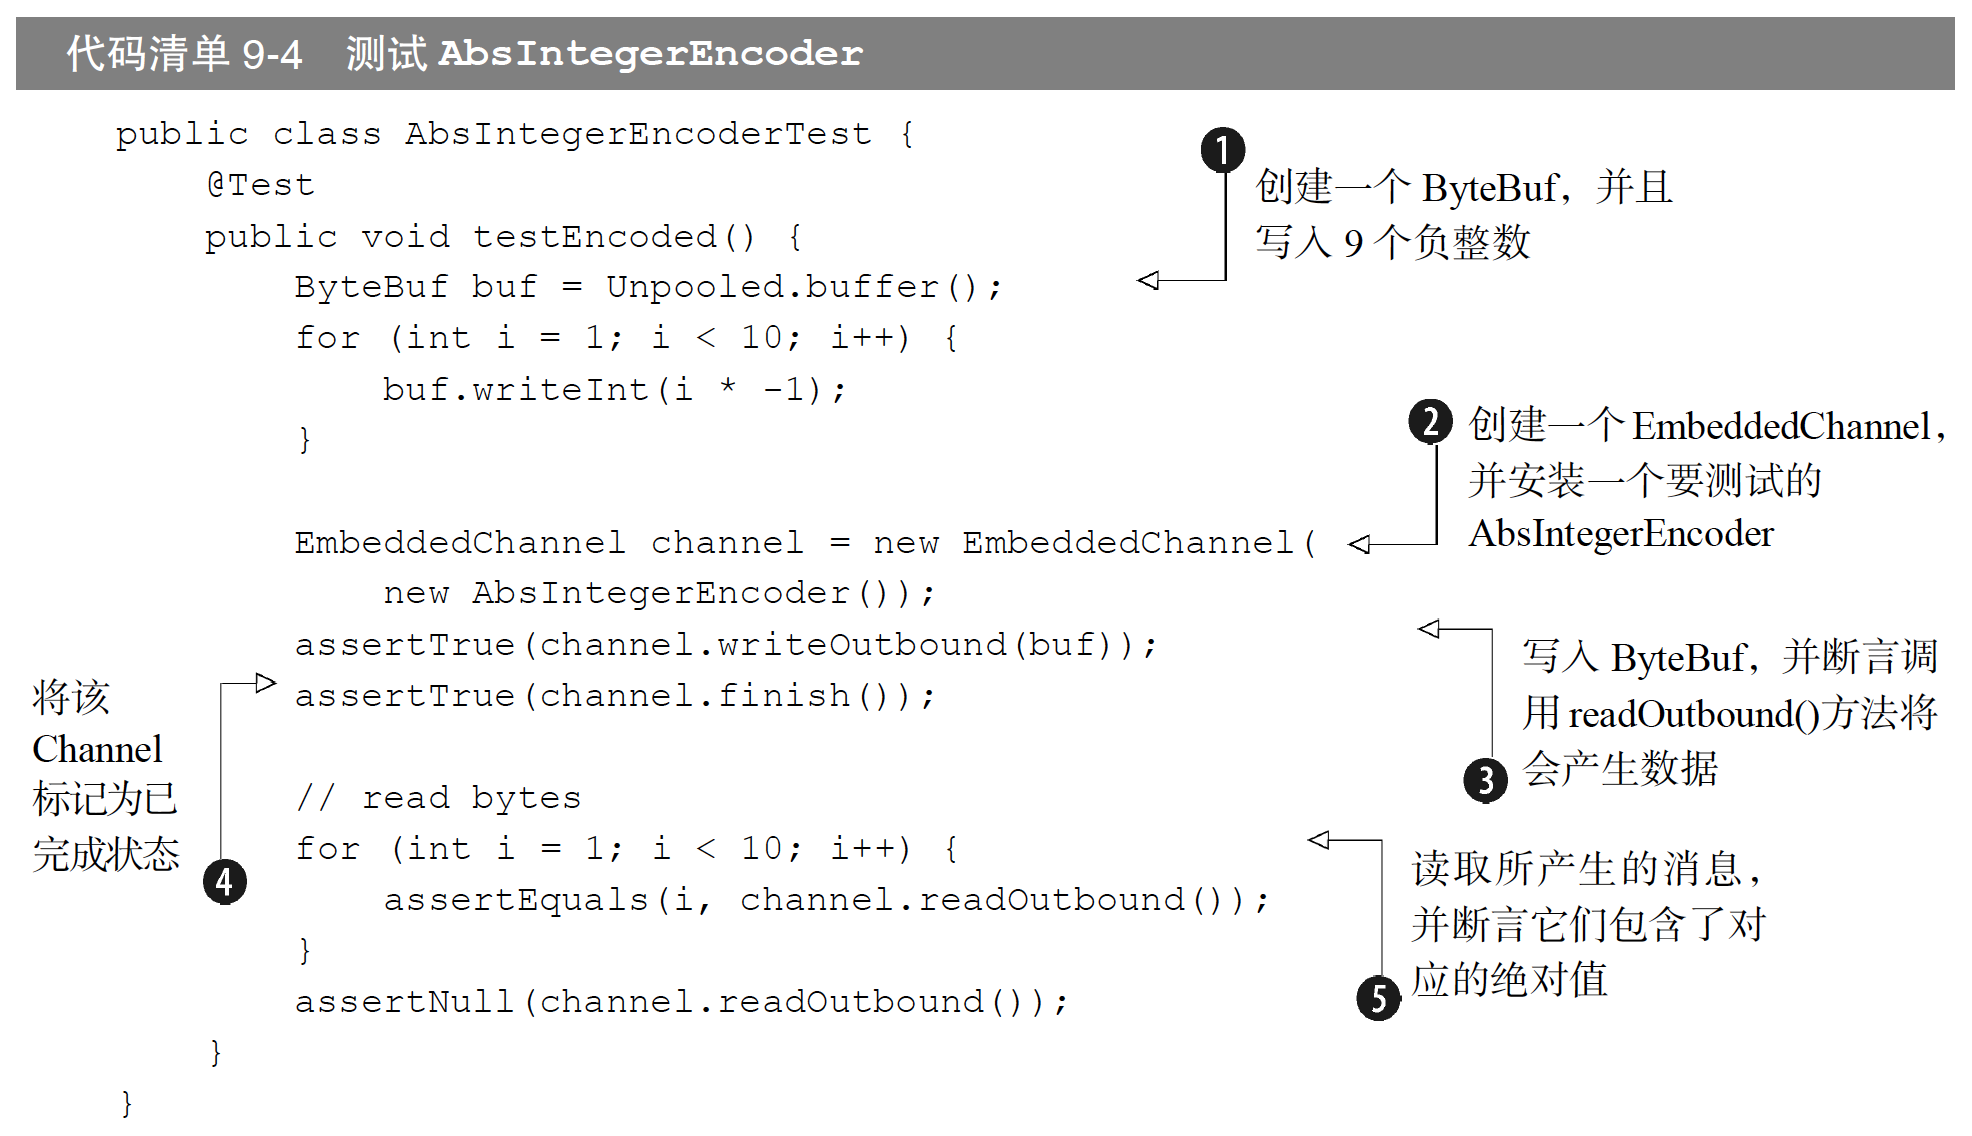 代码清单 9-4 测试 AbsIntegerEncoder
public class AbsIntegerEncoderTest {
@Test
public void testEncoded() {
ByteBuf buf = Unpooled.buffer();
for (int i = 1; i < 10; i++) {
buf.writeInt(i * -1);
}
❶
创建一个 ByteBuf，并且
写入 9 个负整数
EmbeddedChannel channel = new EmbeddedChannel(
new AbsIntegerEncoder());
❷
创建一个 EmbeddedChannel，
并安装一个要测试的
AbsIntegerEncoder
assertTrue(channel.writeOutbound(buf));
assertTrue(channel.finish());
写入 ByteBuf，并断言调
用 readOutbound()方法将
会产生数据
❸
将该
Channel
标记为已
完成状态
❹
// read bytes
for (int i = 1; i < 10; i++) {
assertEquals(i, channel.readOutbound());
}
assertNull(channel.readOutbound());
}
}
读取所产生的消息，
并断言它们包含了对
应的绝对值
❺